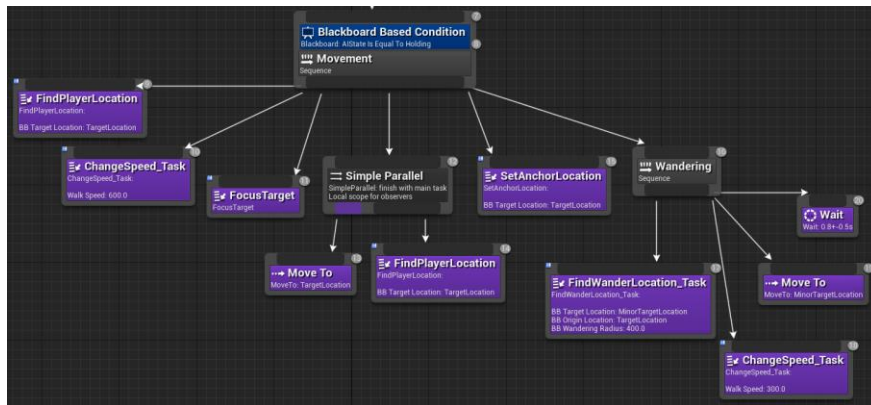 Blackboard Based Condition
Blackboard: AIState Is Equal To Holding
Movement
Sequence
FindPlayerLocation
FindPlayerLocation:
BB Target Location: TargetLocation
ChangeSpeed_Task
ChangeSpeed_Task:
Walk Speed: 600.0
FocusTarget
FocusTarget
Simple Parallel
SimpleParallel: finish with main task
Local scope for observers
Move To
MoveTo: TargetLocation
FindPlayerLocation
FindPlayerLocation:
BB Target Location: TargetLocation
SetAnchorLocation
SetAnchorLocation:
BB Target Location: TargetLocation
Wandering
Sequence
FindWanderLocation_Task
FindWanderLocation_Task:
BB Target Location: MinorTargetLocation
BB Origin Location: TargetLocation
BB Wandering Radius: 400.0
ChangeSpeed_Task
ChangeSpeed_Task:
Walk Speed: 300.0
Move To
MoveTo: MinorTargetLocation
Wait
Wait: 0.8+-0.5s